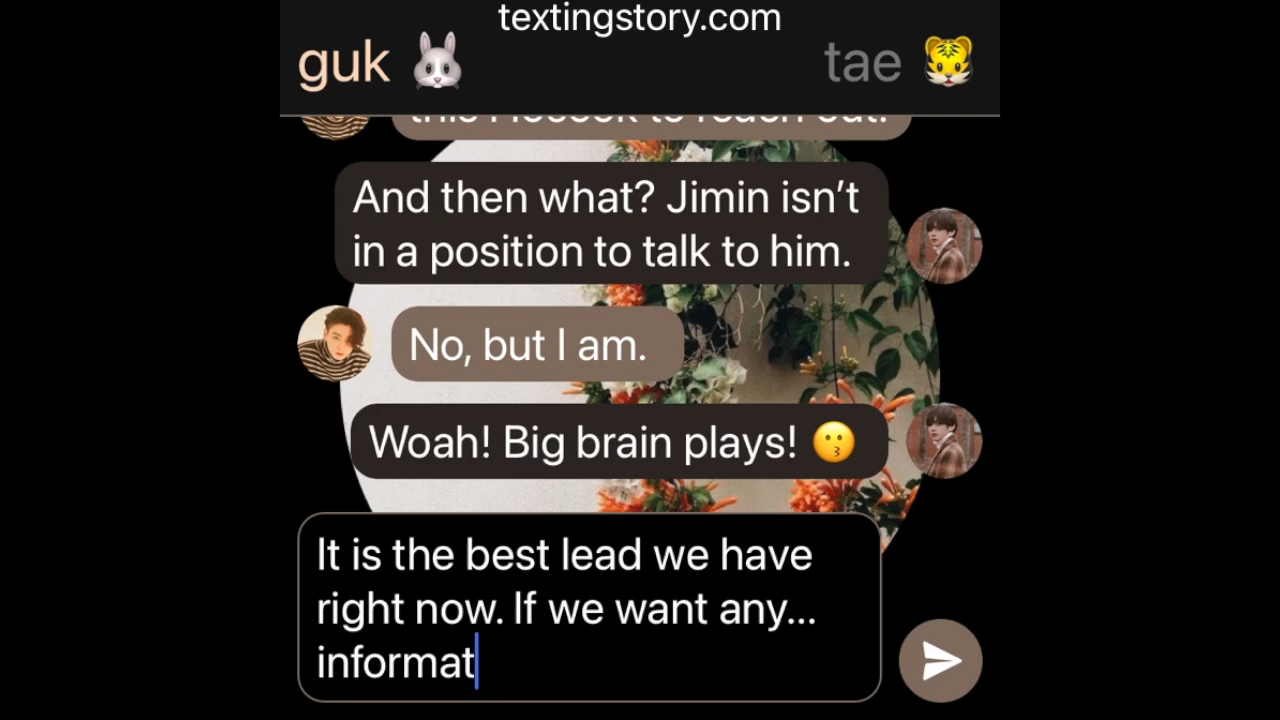 textingstory.com
guk
tae
And then what? Jimin isn’t
in a position to talk to him.
No, but I am.
Woah! Big brain plays!
It is the best lead we have
right now. If we want any...
informat